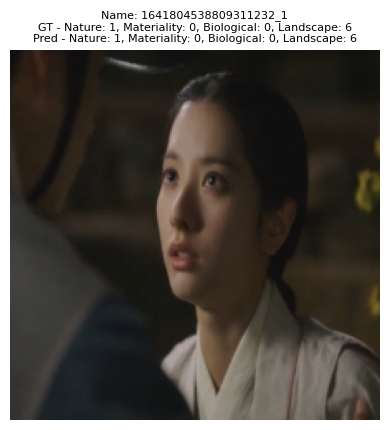 Name: 1641804538809311232_1
GT - Nature: 1, Materiality: 0, Biological: 0, Landscape: 6
Pred - Nature: 1, Materiality: 0, Biological: 0, Landscape: 6